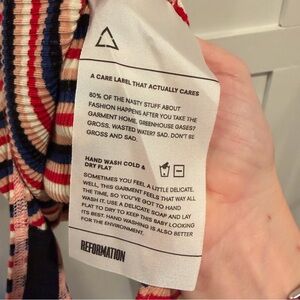 A CARE LABEL THAT ACTUALLY CARES
80% OF THE NASTY STUFF ABOUT
FASHION HAPPENS AFTER YOU TAKE THE
GARMENT HOME. GREENHOUSE GASES?
GROSS. WASTED WATER? SAD. DON'T BE
GROSS AND SAD.
HAND WASH COLD &
DRY FLAT
SOMETIMES YOU FEEL A LITTLE DELICATE.
WELL, THIS GARMENT FEELS THAT WAY ALL
THE TIME, SO YOU'VE GOT TO HAND
WASH IT. USE A DELICATE SOAP AND LAY
FLAT TO DRY TO KEEP THIS BABY LOOKING
ITS BEST. HAND WASHING IS ALSO BETTER
FOR THE ENVIRONMENT.
REFORMATION